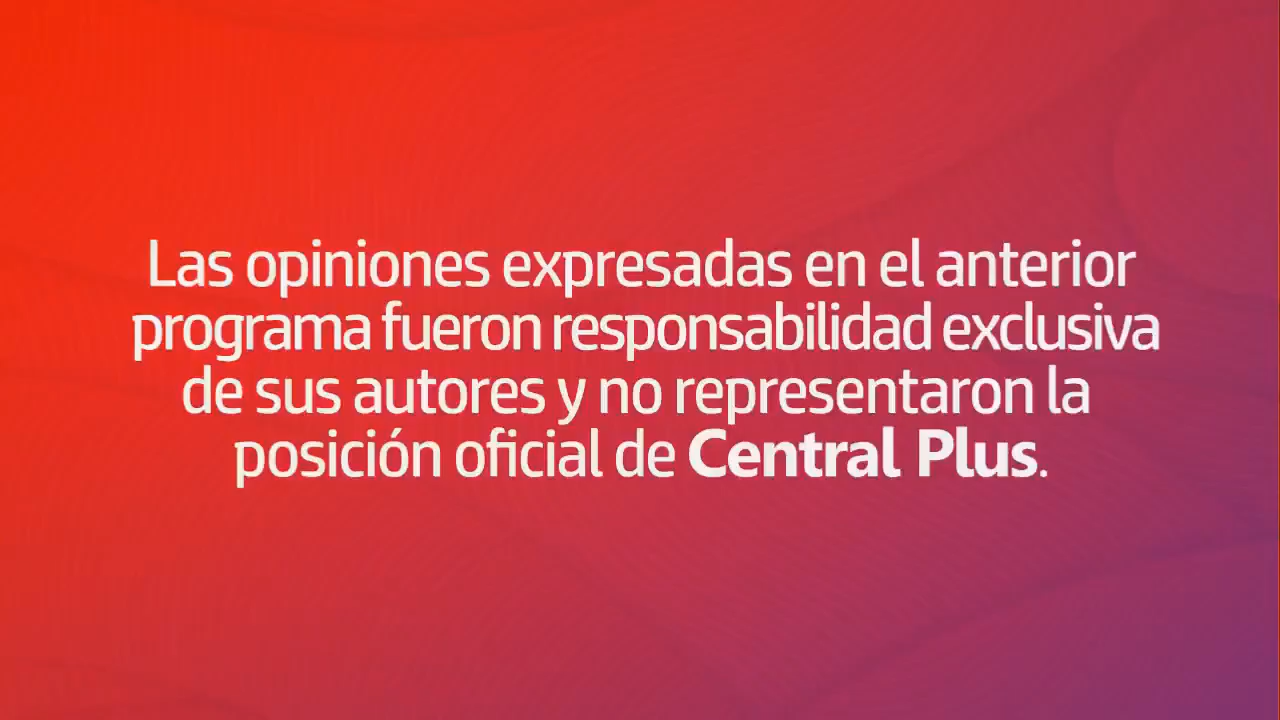 Las opiniones expresadas en el anterior
programa fueron responsabilidad exclusiva
de sus autores y no representaron la
posición oficial de Central Plus.